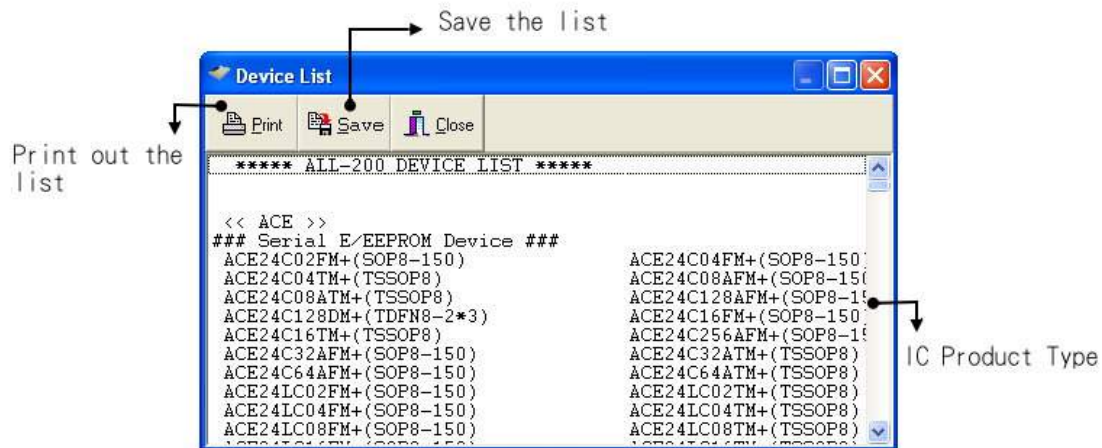 Save the list
Device List
Print Save Close
Print out the
list
***** ALL-200 DEVICE LIST *****
<< ACE >>
### Serial E/EEPROM Device ###
ACE24C02FM+(SOP8-150) ACE24C04FM+(SOP8-150)
ACE24C04TM+(TSSOP8) ACE24C08AFM+(SOP8-150
ACE24C08ATM+(TSSOP8) ACE24C128AFM+(SOP8-15
ACE24C128DM+(TDFN8-2*3) ACE24C16FM+(SOP8-150)
ACE24C16TM+(TSSOP8) ACE24C256AFM+(SOP8-15
ACE24C32AFM+(SOP8-150) ACE24C32ATM+(TSSOP8)
ACE24C64AFM+(SOP8-150) ACE24C64ATM+(TSSOP8)
ACE24LC02FM+(SOP8-150) ACE24LC02TM+(TSSOP8)
ACE24LC04FM+(SOP8-150) ACE24LC04TM+(TSSOP8)
ACE24LC08FM+(SOP8-150) ACE24LC08TM+(TSSOP8)
IC Product Type